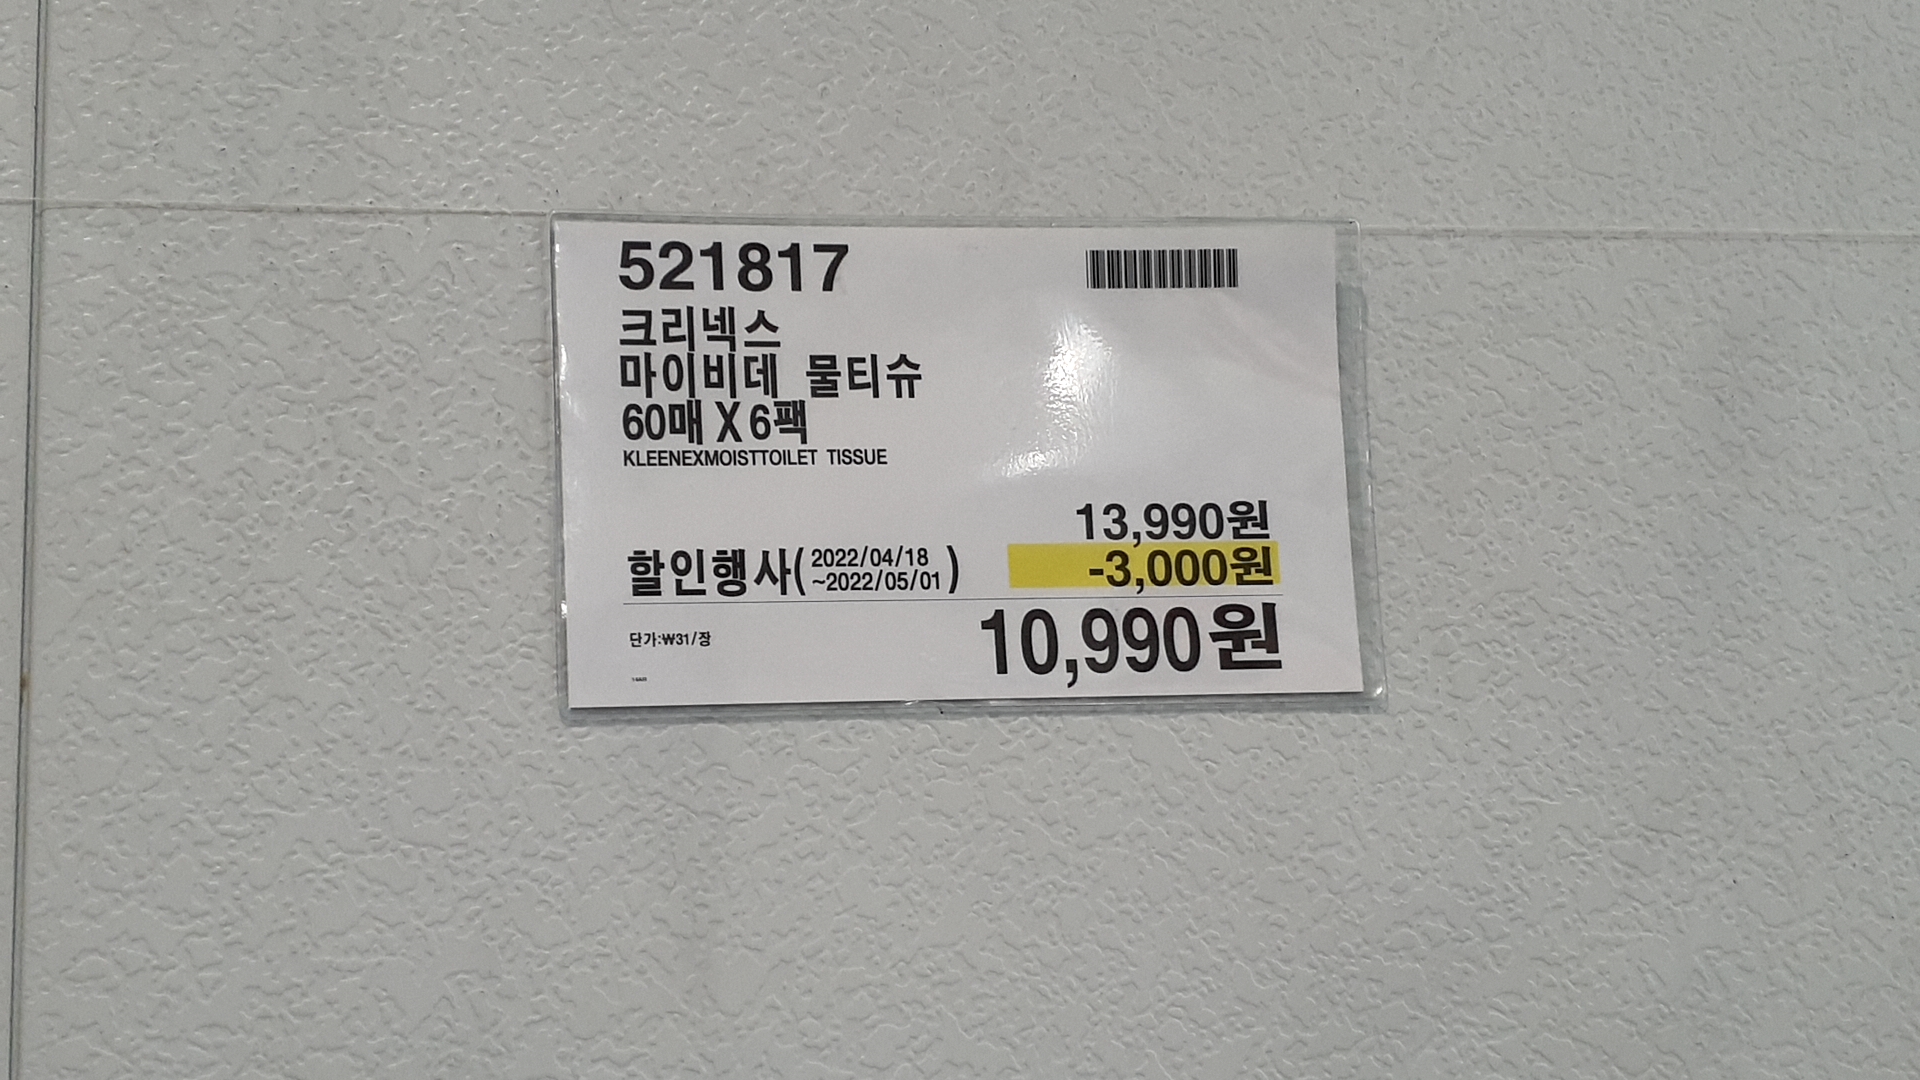 521817
크리넥스
마이비데 물티슈
60매 X 6팩
KLEENEXMOISTTOILET TISSUE
13,990원
할인행사(2022/04/18 ~2022/05/01) -3,000원
단가:₩31/장 10,990원